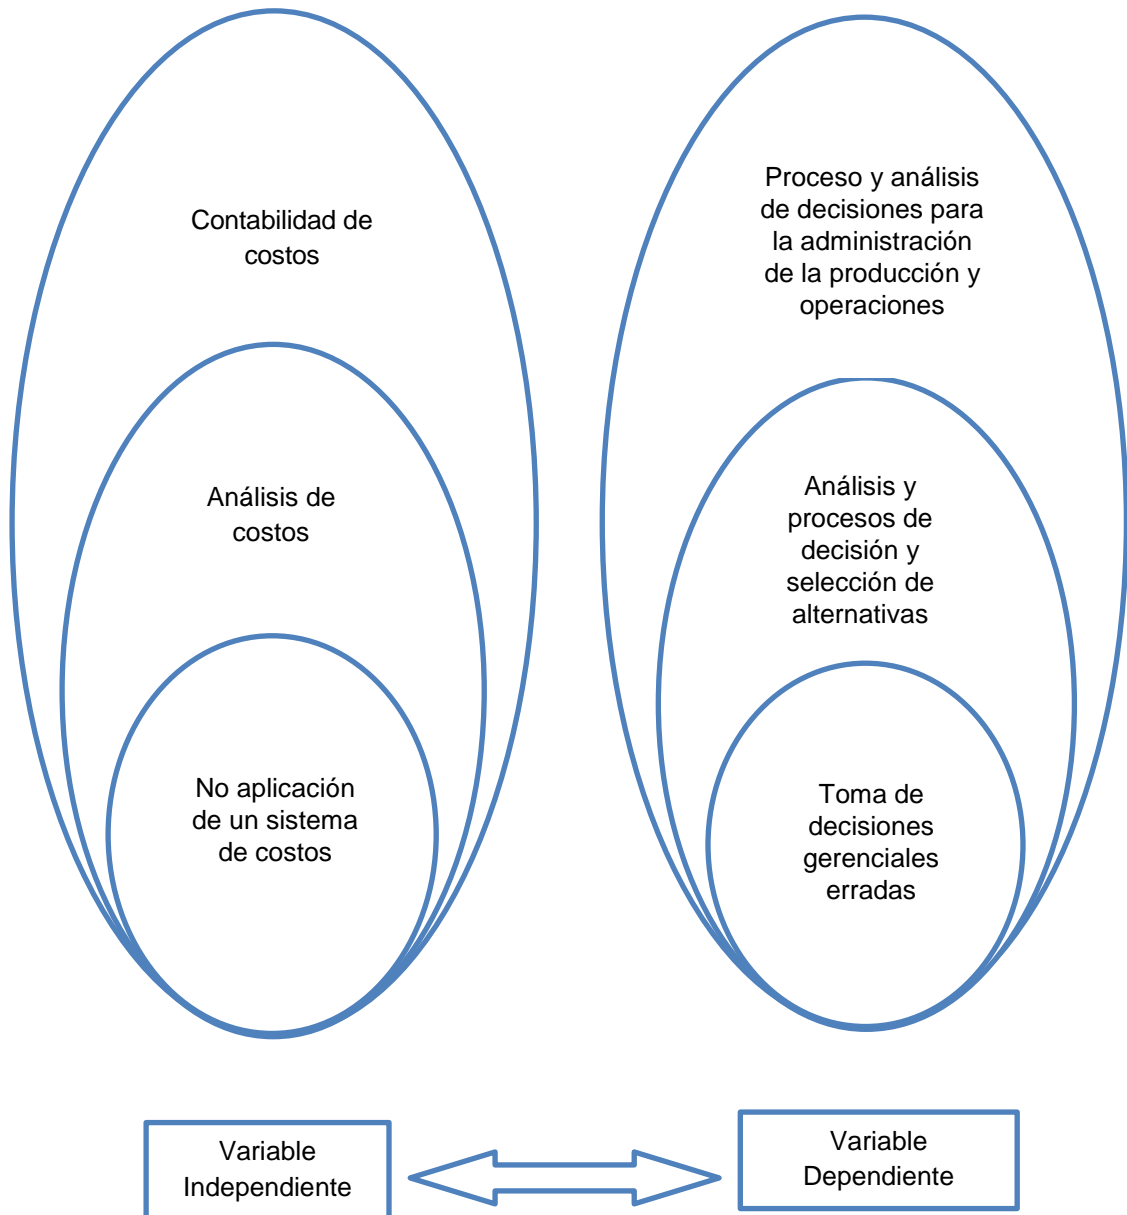 Contabilidad de
costos
Análisis de
costos
No aplicación
de un sistema
de costos
Proceso y análisis
de decisiones para
la administración
de la producción y
operaciones
Análisis y
procesos de
decisión y
selección de
alternativas
Toma de
decisiones
gerenciales
erradas
Variable
Independiente
Variable
Dependiente